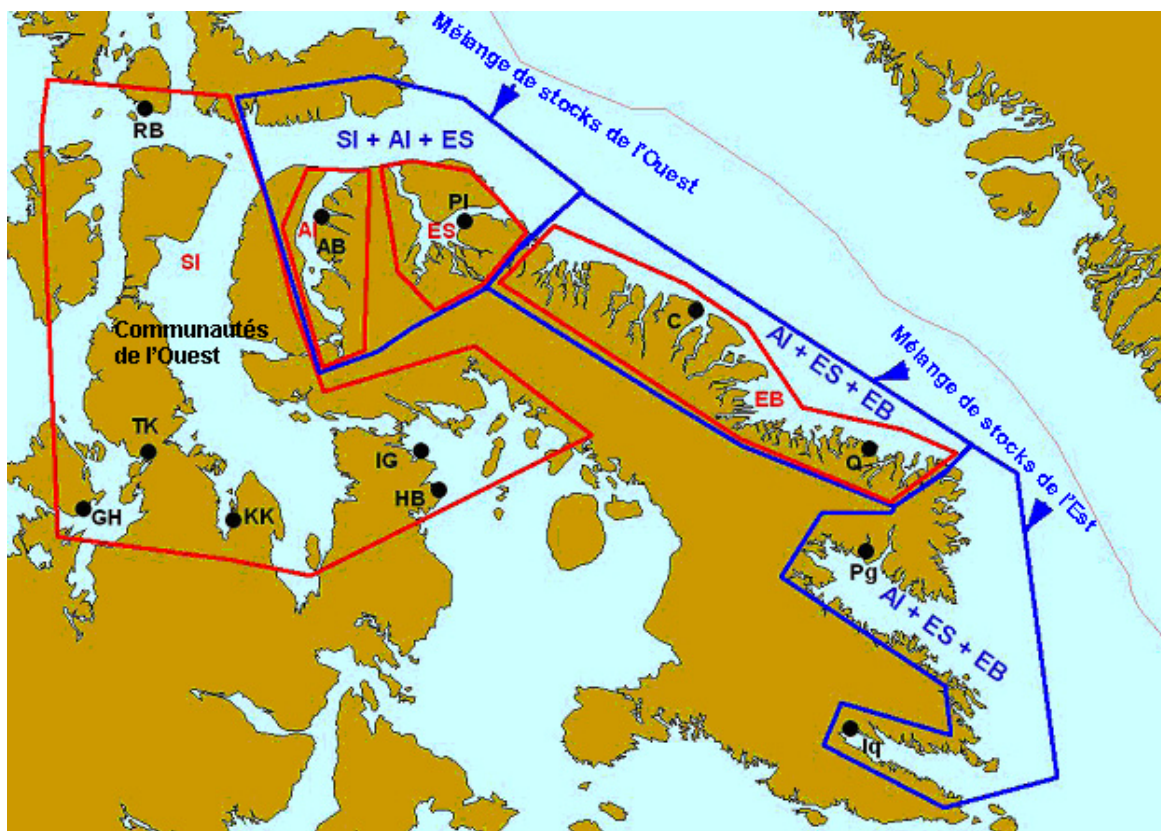 Mélange de stocks de l'Ouest
RB
SI + AI + ES
PI
AI
ES
AB
SI
Communautés
de l'Ouest
C
AI + ES + EB
Mélange de stocks de l'Est
EB
TK
IG
Q
HB
GH
KK
Pg
AI + ES + EB
Iq